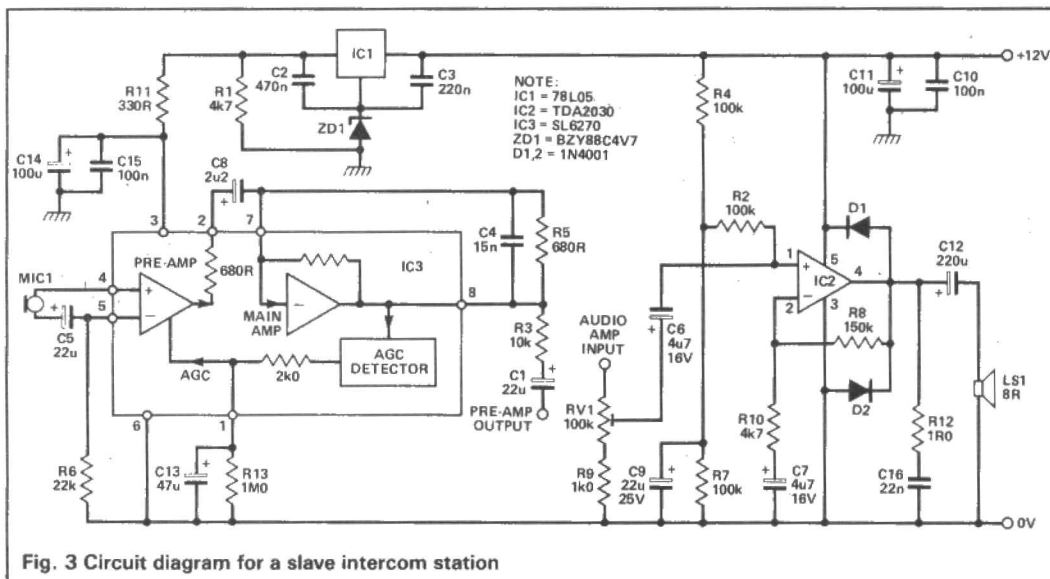 IC1
+12V
R11
330R
R1
4k7
C2
470n
C3
220n
ZD1
NOTE:
IC1 = 78L05
IC2 = TDA2030
IC3 = SL6270
ZD1 = BZY88C4V7
D1,2 = 1N4001
R4
100k
C11
100u
+
C10
100n
C14
100u
+
C15
100n
C8
2u2
+
3
2
7
PRE-AMP
680R
IC3
C4
15n
R5
680R
R2
100k
D1
MIC1
4
5
+
−
C5
22u
+
MAIN
AMP
−
8
AGC
2k0
AGC
DETECTOR
R3
10k
+
C1
22u
PRE-AMP
OUTPUT
6
1
R6
22k
C13
47u
+
R13
1M0
AUDIO
AMP
INPUT
RV1
100k
R9
1k0
C6
4u7
16V
+
C9
22u
25V
+
R7
100k
1
+
IC2
−
2
5
4
3
R8
150k
D2
R10
4k7
C7
4u7
16V
+
C12
220u
+
R12
1R0
C16
22n
LS1
8R
0V
Fig. 3 Circuit diagram for a slave intercom station